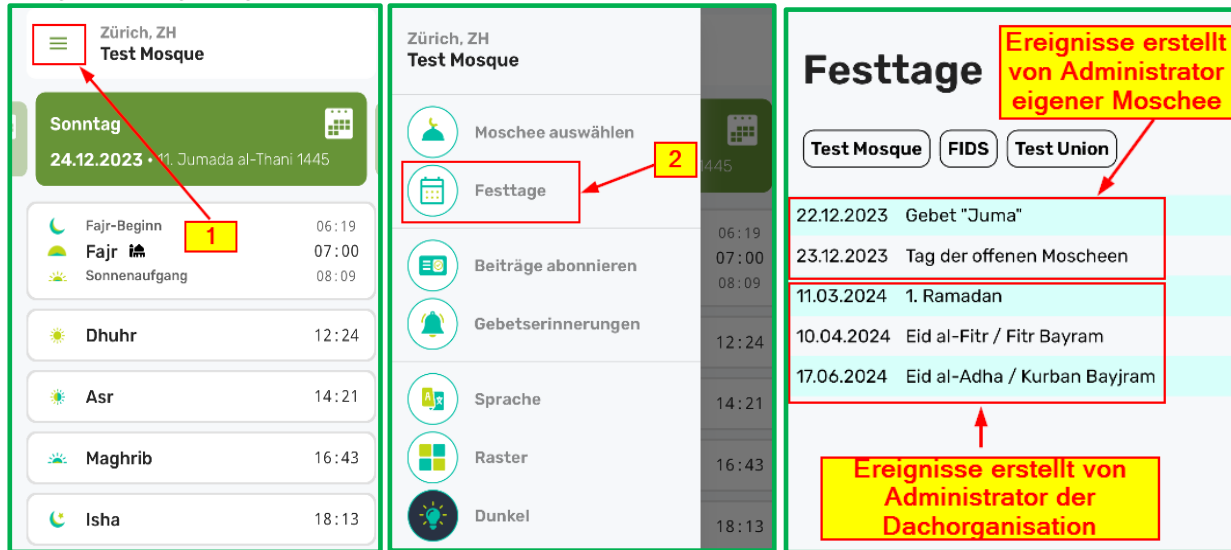 Zürich, ZH
Test Mosque
Sonntag
24.12.2023 • 11. Jumada al-Thani 1445
Fajr-Beginn 06:19
Fajr 07:00
Sonnenaufgang 08:09
1
Dhuhr 12:24
Asr 14:21
Maghrib 16:43
Isha 18:13
Zürich, ZH
Test Mosque
Moschee auswählen
2
1445
Festtage
06:19
Beiträge abonnieren 07:00
08:09
Gebetserinnerungen
12:24
Sprache
14:21
Raster
16:43
Dunkel
18:13
Festtage
Ereignisse erstellt
von Administrator
eigener Moschee
Test Mosque FIDS Test Union
22.12.2023 Gebet "Juma"
23.12.2023 Tag der offenen Moscheen
11.03.2024 1. Ramadan
10.04.2024 Eid al-Fitr / Fitr Bayram
17.06.2024 Eid al-Adha / Kurban Bayjram
Ereignisse erstellt von
Administrator der
Dachorganisation